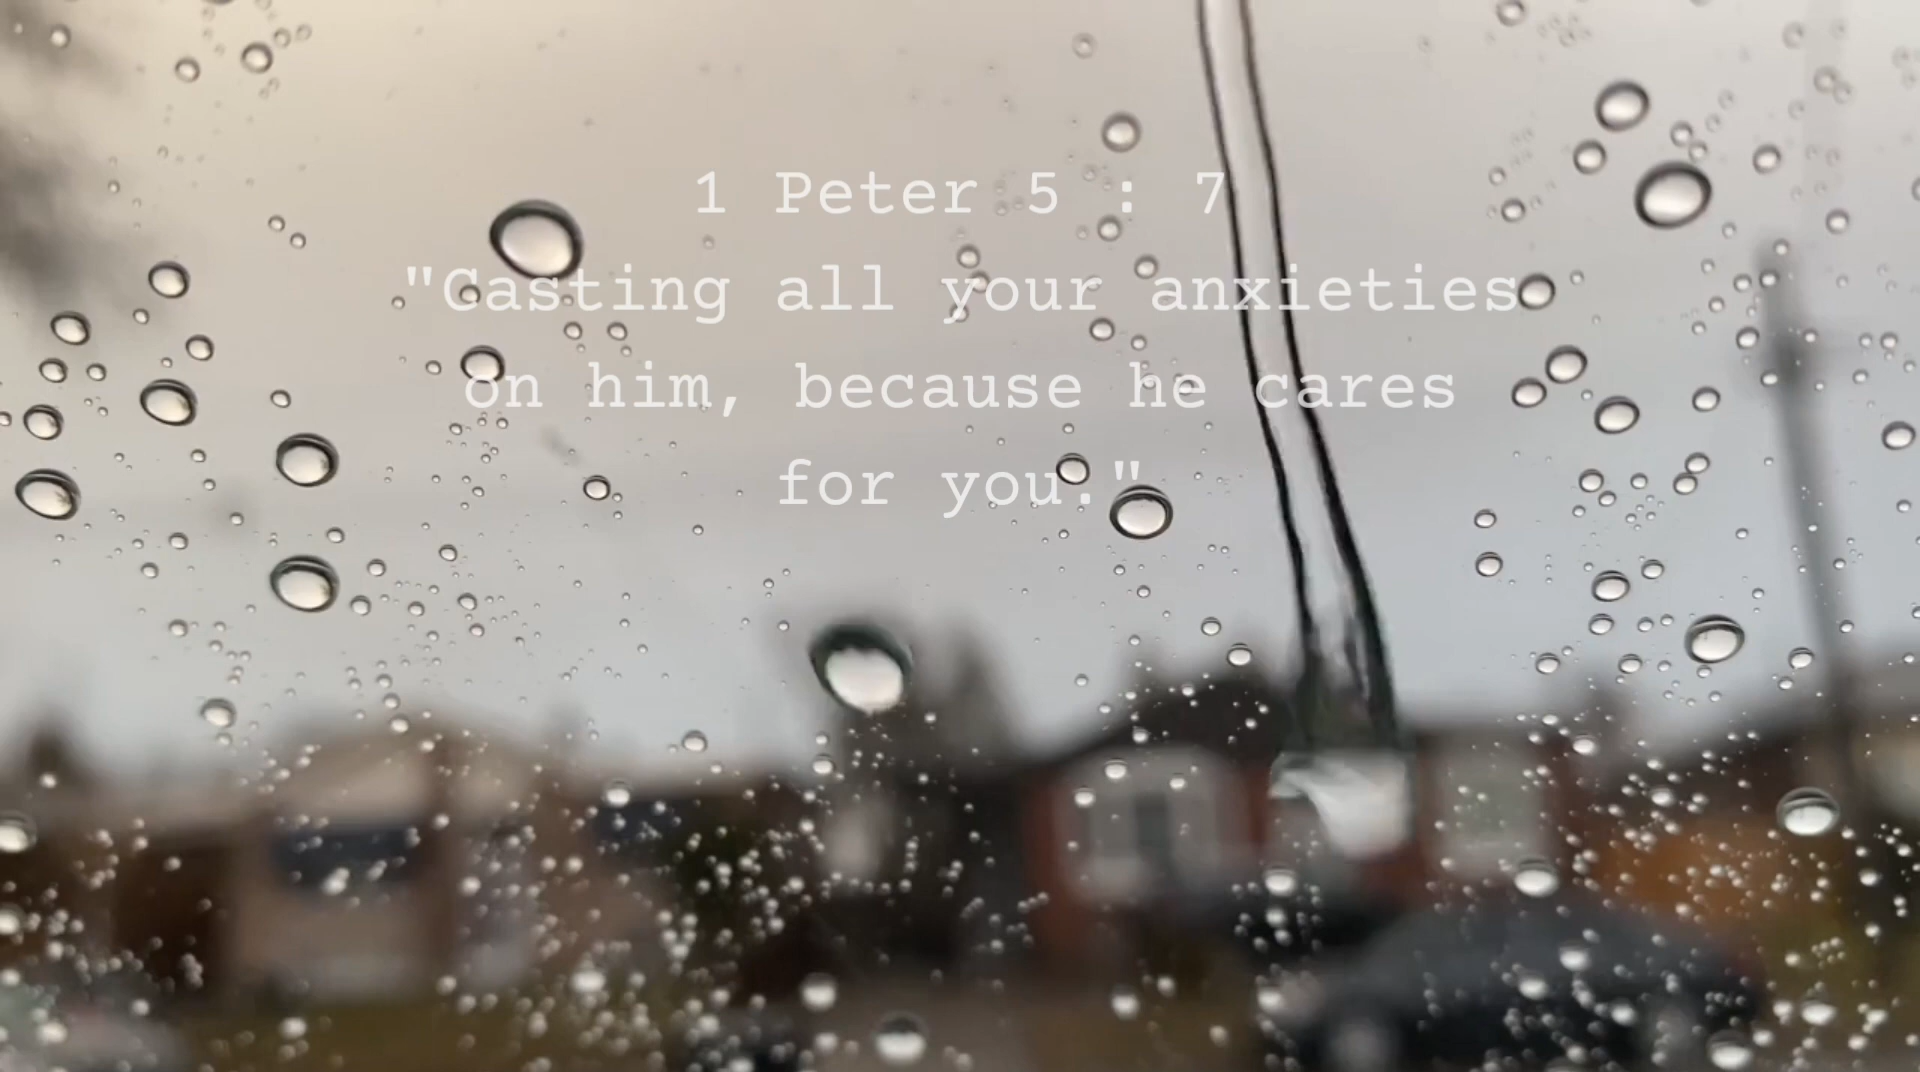 1 Peter 5 : 7
"Casting all your anxieties
on him, because he cares
for you."